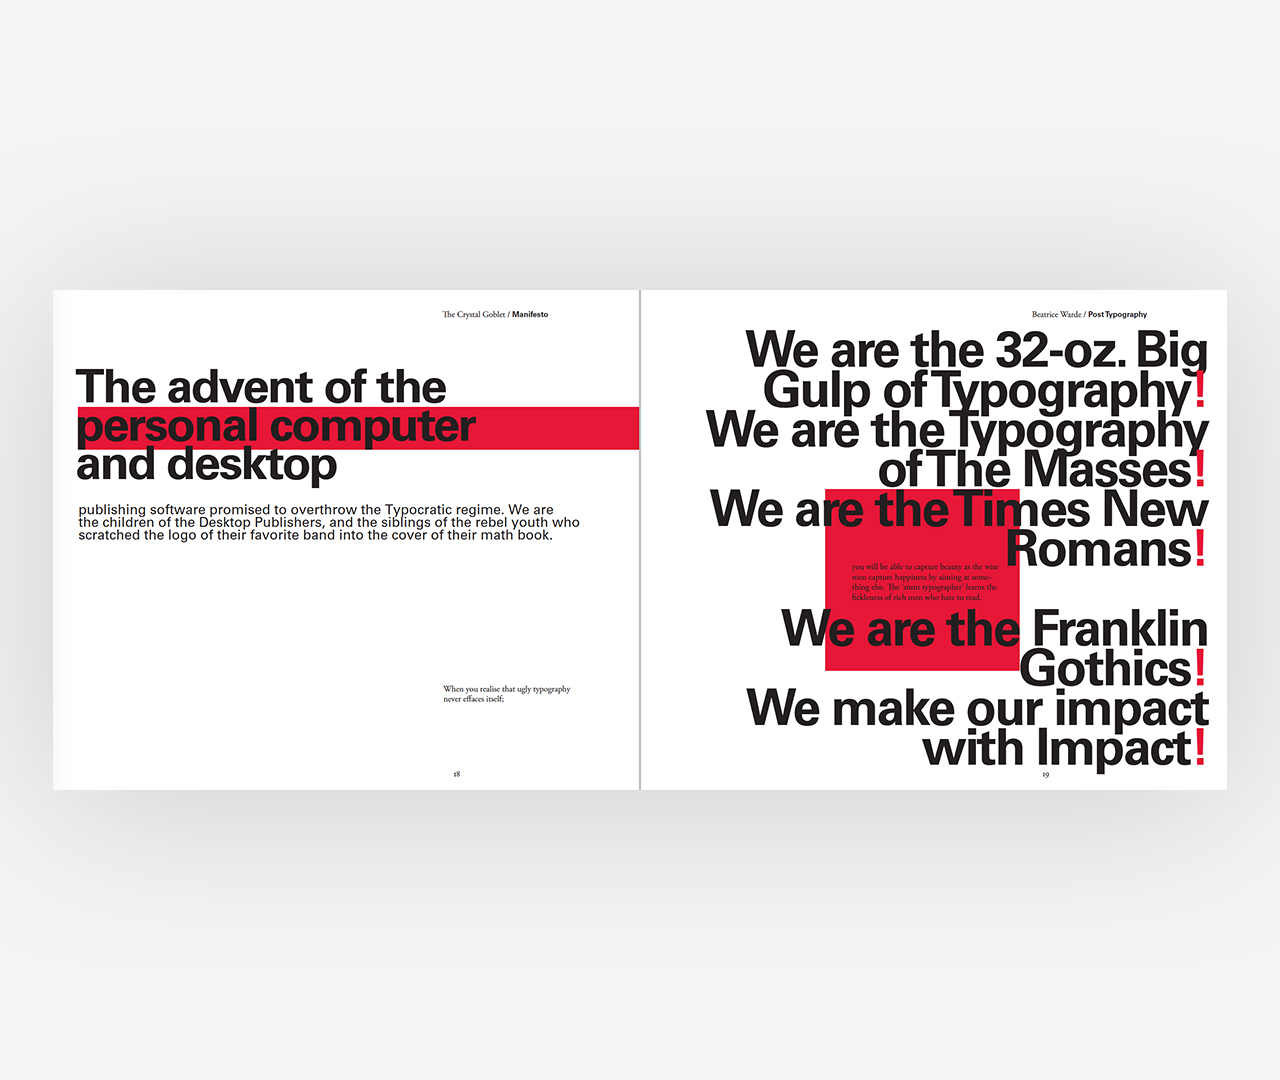 The Crystal Goblet / Manifesto
The advent of the
personal computer
and desktop
publishing software promised to overthrow the Typocratic regime. We are
the children of the Desktop Publishers, and the siblings of the rebel youth who
scratched the logo of their favorite band into the cover of their math book.
When you realise that ugly typography
never effaces itself;
18
Beatrice Warde / Post Typography
We are the 32-oz. Big
Gulp of Typography!
We are the Typography
of The Masses!
We are the Times New
Romans!
you will be able to capture beauty as the wise
men capture happiness by aiming at some-
thing else. The 'stunt typographer' learns the
fickleness of rich men who hate to read.
We are the Franklin
Gothics!
We make our impact
with Impact!
19